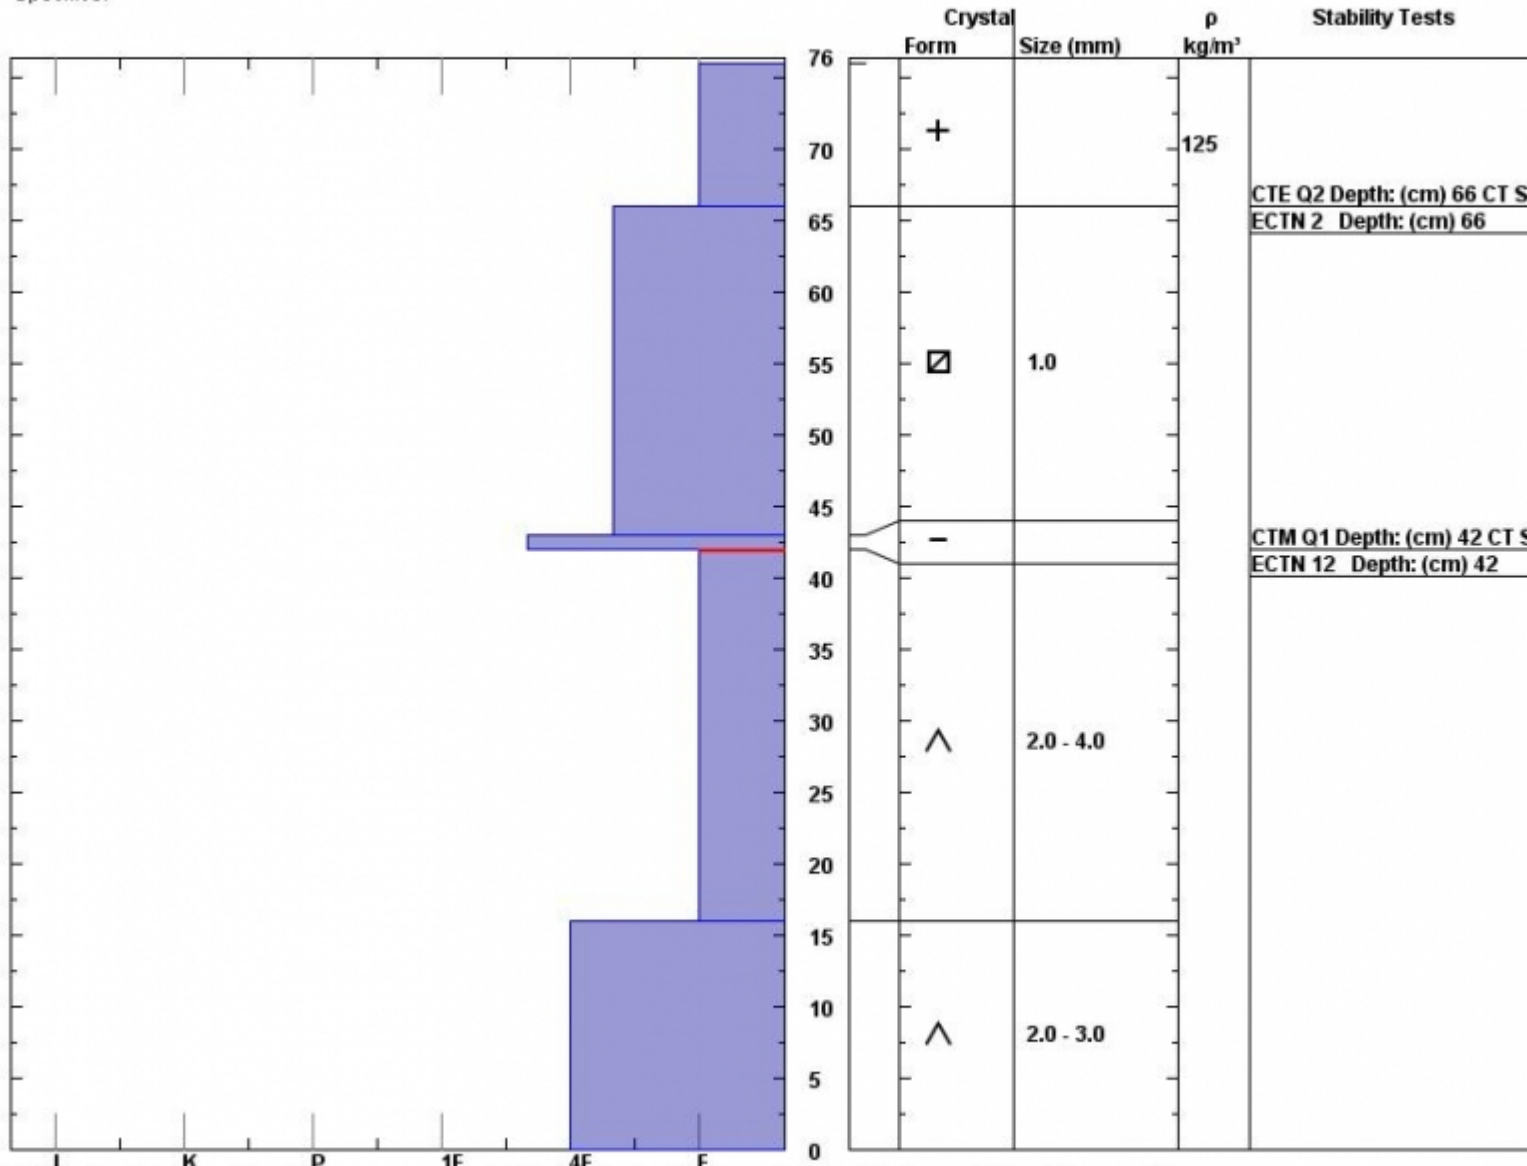 Crystal ρ Stability Tests
Form Size (mm) kg/m³
76
+
70 125
CTE Q2 Depth: (cm) 66 CT S
65 ECTN 2 Depth: (cm) 66
60
55 1.0
50
45
CTM Q1 Depth: (cm) 42 CT S
ECTN 12 Depth: (cm) 42
40
35
30
2.0 - 4.0
25
20
15
10
2.0 - 3.0
5
0
I K P 1F 4F F